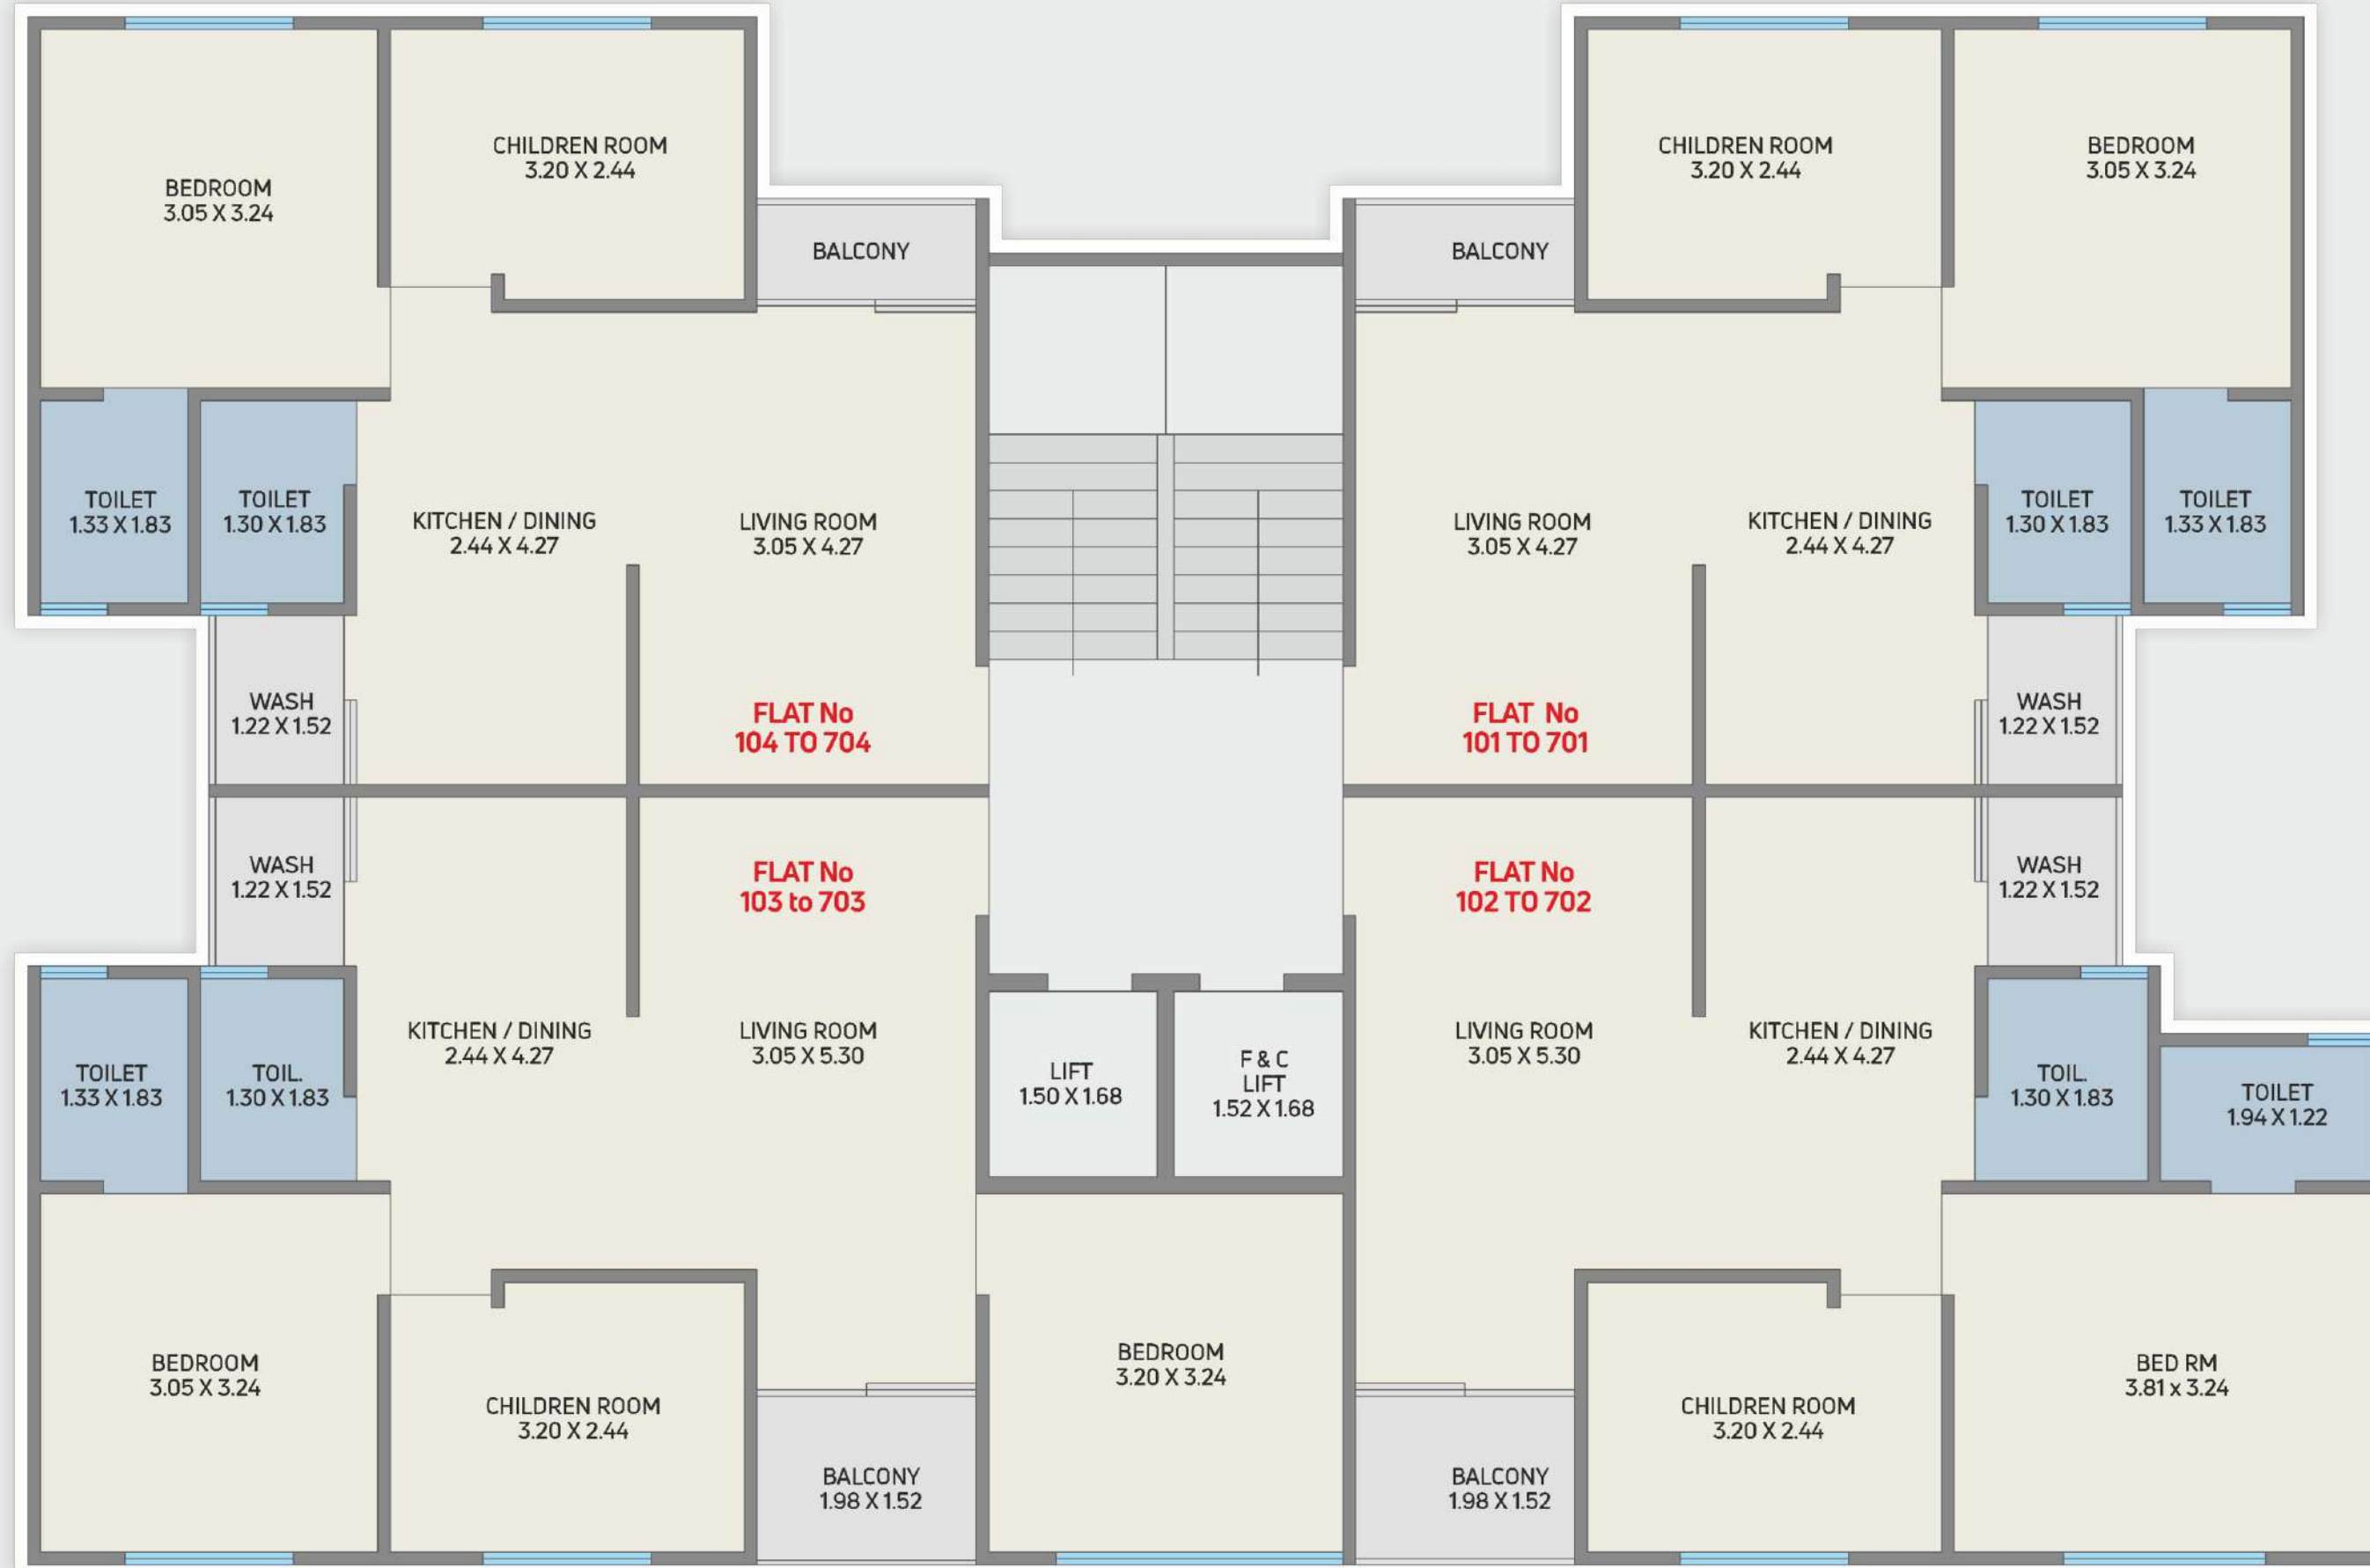 BEDROOM
3.05 X 3.24
CHILDREN ROOM
3.20 X 2.44
BALCONY
TOILET
1.33 X 1.83
TOILET
1.30 X 1.83
KITCHEN / DINING
2.44 X 4.27
LIVING ROOM
3.05 X 4.27
WASH
1.22 X 1.52
FLAT No
104 TO 704
CHILDREN ROOM
3.20 X 2.44
BEDROOM
3.05 X 3.24
BALCONY
LIVING ROOM
3.05 X 4.27
KITCHEN / DINING
2.44 X 4.27
TOILET
1.30 X 1.83
TOILET
1.33 X 1.83
FLAT No
101 TO 701
WASH
1.22 X 1.52
WASH
1.22 X 1.52
FLAT No
103 to 703
TOILET
1.33 X 1.83
TOIL.
1.30 X 1.83
KITCHEN / DINING
2.44 X 4.27
LIVING ROOM
3.05 X 5.30
BEDROOM
3.05 X 3.24
CHILDREN ROOM
3.20 X 2.44
BALCONY
1.98 X 1.52
LIFT
1.50 X 1.68
F & C
LIFT
1.52 X 1.68
BEDROOM
3.20 X 3.24
FLAT No
102 TO 702
WASH
1.22 X 1.52
LIVING ROOM
3.05 X 5.30
KITCHEN / DINING
2.44 X 4.27
TOIL.
1.30 X 1.83
TOILET
1.94 X 1.22
BALCONY
1.98 X 1.52
CHILDREN ROOM
3.20 X 2.44
BED RM
3.81 x 3.24